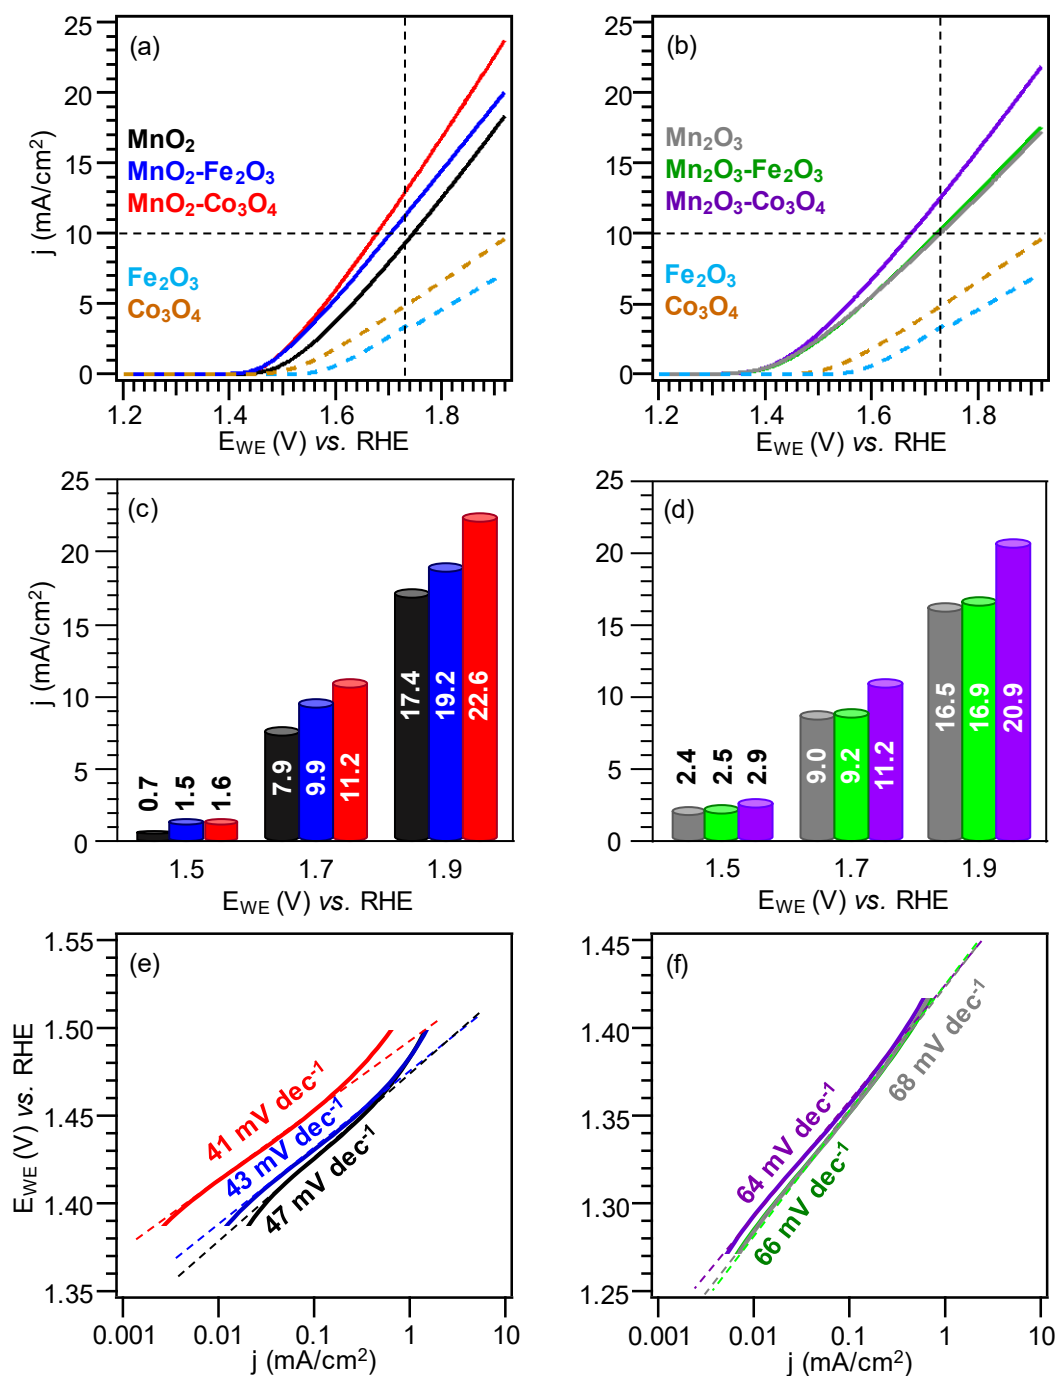 (a)
25
20
15
10
5
0
j (mA/cm²)
MnO₂
MnO₂-Fe₂O₃
MnO₂-Co₃O₄
Fe₂O₃
Co₃O₄
1.2 1.4 1.6 1.8
E_WE (V) vs. RHE
(b)
25
20
15
10
5
0
Mn₂O₃
Mn₂O₃-Fe₂O₃
Mn₂O₃-Co₃O₄
Fe₂O₃
Co₃O₄
1.2 1.4 1.6 1.8
E_WE (V) vs. RHE
(c)
25
20
15
10
5
0
j (mA/cm²)
0.7 1.5 1.6
7.9 9.9 11.2
17.4 19.2 22.6
1.5 1.7 1.9
E_WE (V) vs. RHE
(d)
25
20
15
10
5
0
2.4 2.5 2.9
9.0 9.2 11.2
16.5 16.9 20.9
1.5 1.7 1.9
E_WE (V) vs. RHE
(e)
1.55
1.50
1.45
1.40
1.35
E_WE (V) vs. RHE
41 mV dec⁻¹
43 mV dec⁻¹
47 mV dec⁻¹
0.001 0.1 1 10
j (mA/cm²)
(f)
1.45
1.40
1.35
1.30
1.25
64 mV dec⁻¹
68 mV dec⁻¹
66 mV dec⁻¹
0.001 0.01 0.1 1 10
j (mA/cm²)